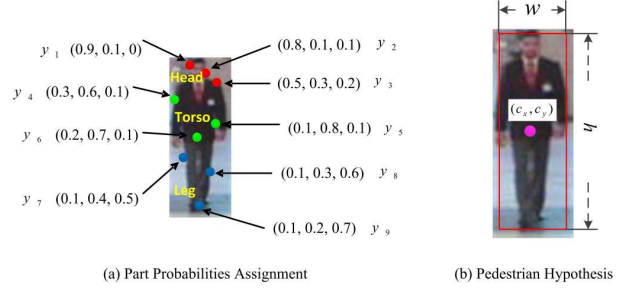 y 1 (0.9, 0.1, 0)
(0.8, 0.1, 0.1) y 2
Head
(0.5, 0.3, 0.2) y 3
y 4 (0.3, 0.6, 0.1)
Torso
y 6 (0.2, 0.7, 0.1)
(0.1, 0.8, 0.1) y 5
Leg
y 7 (0.1, 0.4, 0.5)
(0.1, 0.3, 0.6) y 8
(0.1, 0.2, 0.7) y 9
(a) Part Probabilities Assignment
w
(cx, cy)
h
(b) Pedestrian Hypothesis